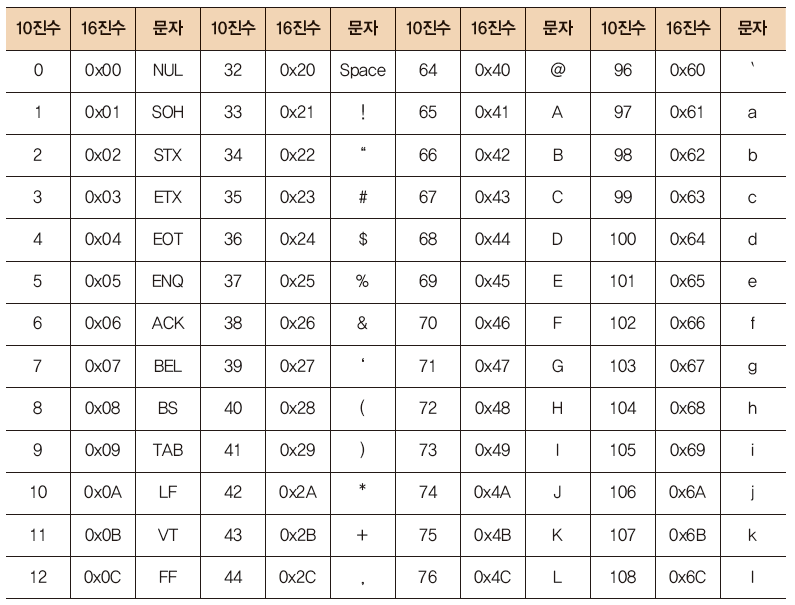 10진수 16진수 문자 10진수 16진수 문자 10진수 16진수 문자 10진수 16진수 문자
0 0x00 NUL 32 0x20 Space 64 0x40 @ 96 0x60 ‵
1 0x01 SOH 33 0x21 ! 65 0x41 A 97 0x61 a
2 0x02 STX 34 0x22 “ 66 0x42 B 98 0x62 b
3 0x03 ETX 35 0x23 # 67 0x43 C 99 0x63 c
4 0x04 EOT 36 0x24 $ 68 0x44 D 100 0x64 d
5 0x05 ENQ 37 0x25 % 69 0x45 E 101 0x65 e
6 0x06 ACK 38 0x26 & 70 0x46 F 102 0x66 f
7 0x07 BEL 39 0x27 ‘ 71 0x47 G 103 0x67 g
8 0x08 BS 40 0x28 ( 72 0x48 H 104 0x68 h
9 0x09 TAB 41 0x29 ) 73 0x49 I 105 0x69 i
10 0x0A LF 42 0x2A * 74 0x4A J 106 0x6A j
11 0x0B VT 43 0x2B + 75 0x4B K 107 0x6B k
12 0x0C FF 44 0x2C , 76 0x4C L 108 0x6C l